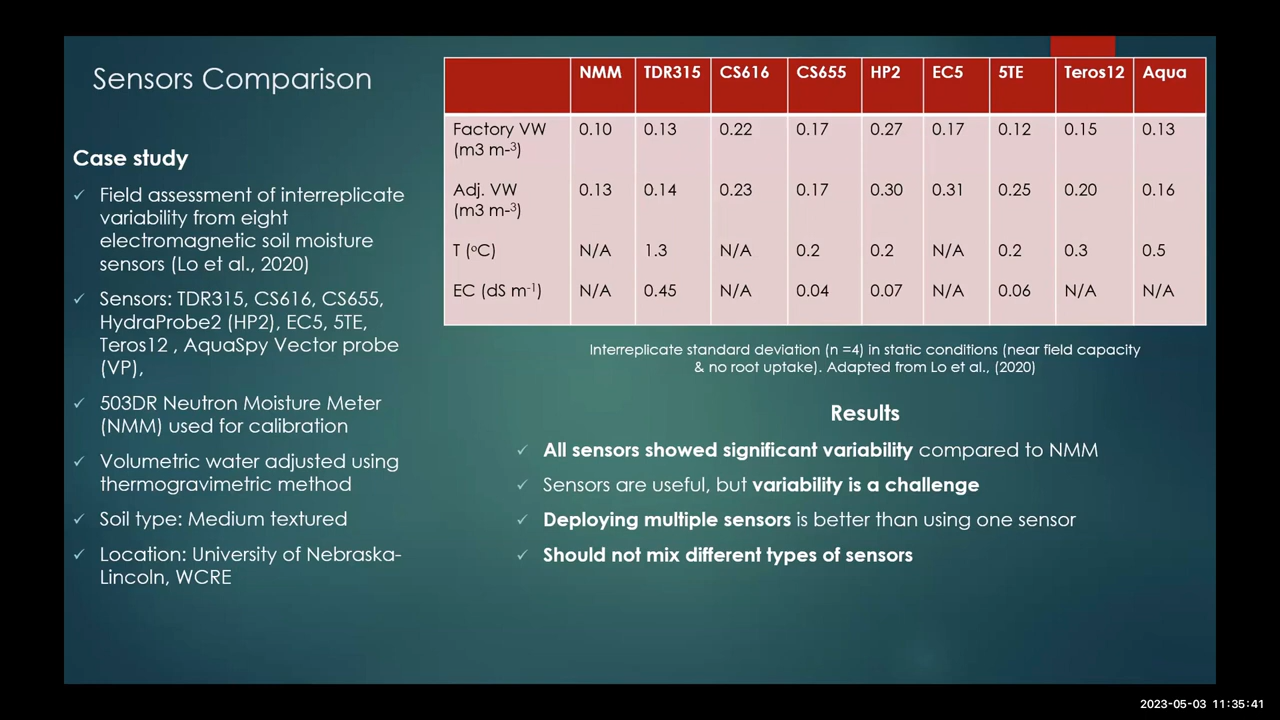 Sensors Comparison
Case study
✓ Field assessment of interreplicate
variability from eight
electromagnetic soil moisture
sensors (Lo et al., 2020)
✓ Sensors: TDR315, CS616, CS655,
HydraProbe2 (HP2), EC5, 5TE,
Teros12 , AquaSpy Vector probe
(VP),
✓ 503DR Neutron Moisture Meter
(NMM) used for calibration
✓ Volumetric water adjusted using
thermogravimetric method
✓ Soil type: Medium textured
✓ Location: University of Nebraska-
Lincoln, WCRE
NMM TDR315 CS616 CS655 HP2 EC5 5TE Teros12 Aqua
Factory VW 0.10 0.13 0.22 0.17 0.27 0.17 0.12 0.15 0.13
(m3 m-³)
Adj. VW 0.13 0.14 0.23 0.17 0.30 0.31 0.25 0.20 0.16
(m3 m-³)
T (ºC) N/A 1.3 N/A 0.2 0.2 N/A 0.2 0.3 0.5
EC (dS m⁻¹) N/A 0.45 N/A 0.04 0.07 N/A 0.06 N/A N/A
Interreplicate standard deviation (n =4) in static conditions (near field capacity
& no root uptake). Adapted from Lo et al., (2020)
Results
✓ All sensors showed significant variability compared to NMM
✓ Sensors are useful, but variability is a challenge
✓ Deploying multiple sensors is better than using one sensor
✓ Should not mix different types of sensors
2023-05-03 11:35:41